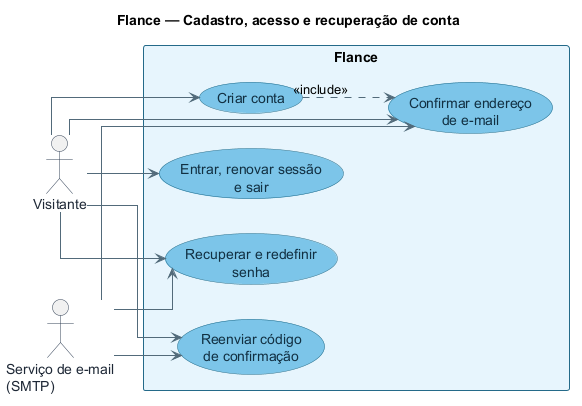 Flance — Cadastro, acesso e recuperação de conta
Flance
Criar conta
«include»
Confirmar endereço
de e-mail
Visitante
Entrar, renovar sessão
e sair
Recuperar e redefinir
senha
Serviço de e-mail
(SMTP)
Reenviar código
de confirmação